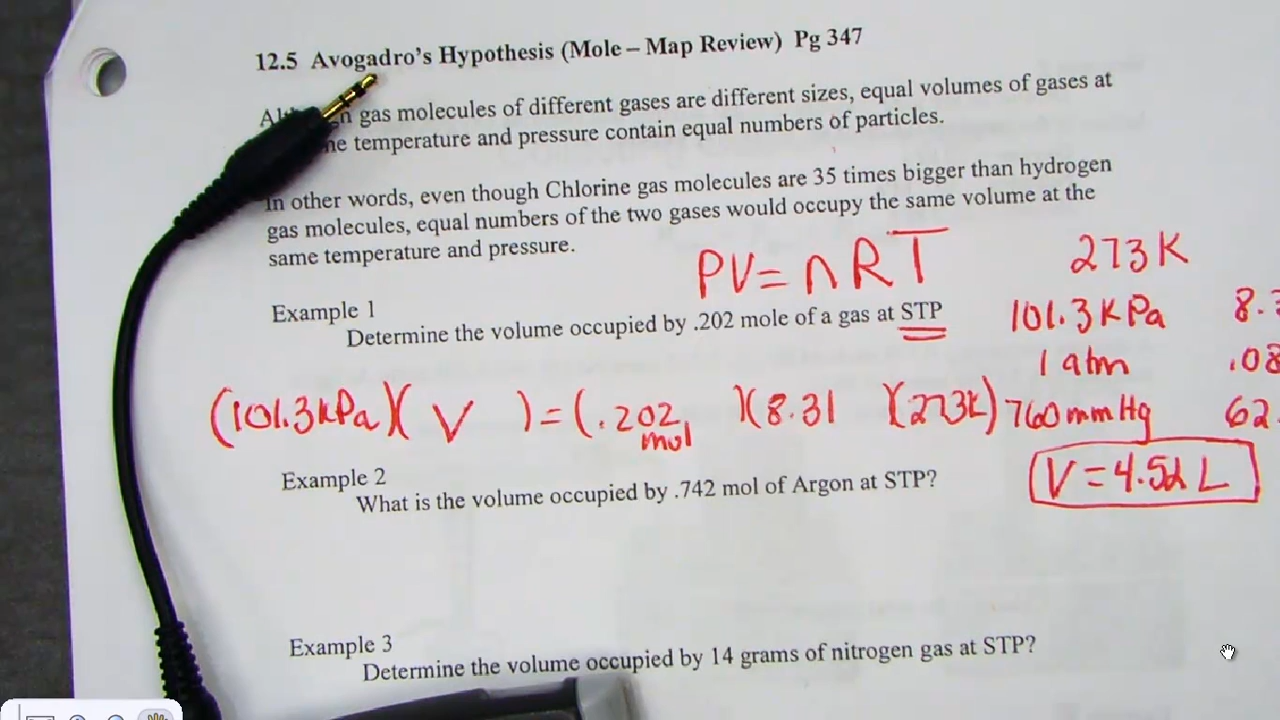 12.5 Avogadro's Hypothesis (Mole – Map Review) Pg 347
gas molecules of different gases are different sizes, equal volumes of gases at
temperature and pressure contain equal numbers of particles.
In other words, even though Chlorine gas molecules are 35 times bigger than hydrogen
gas molecules, equal numbers of the two gases would occupy the same volume at the
same temperature and pressure.
PV = nRT
273 K
Example 1
Determine the volume occupied by .202 mole of a gas at STP
101.3 KPa
1 atm
(101.3 kPa)( V ) = (.202 mol)(8.31 )(273K)
760 mm Hg
V = 4.52 L
Example 2
What is the volume occupied by .742 mol of Argon at STP?
Example 3
Determine the volume occupied by 14 grams of nitrogen gas at STP?